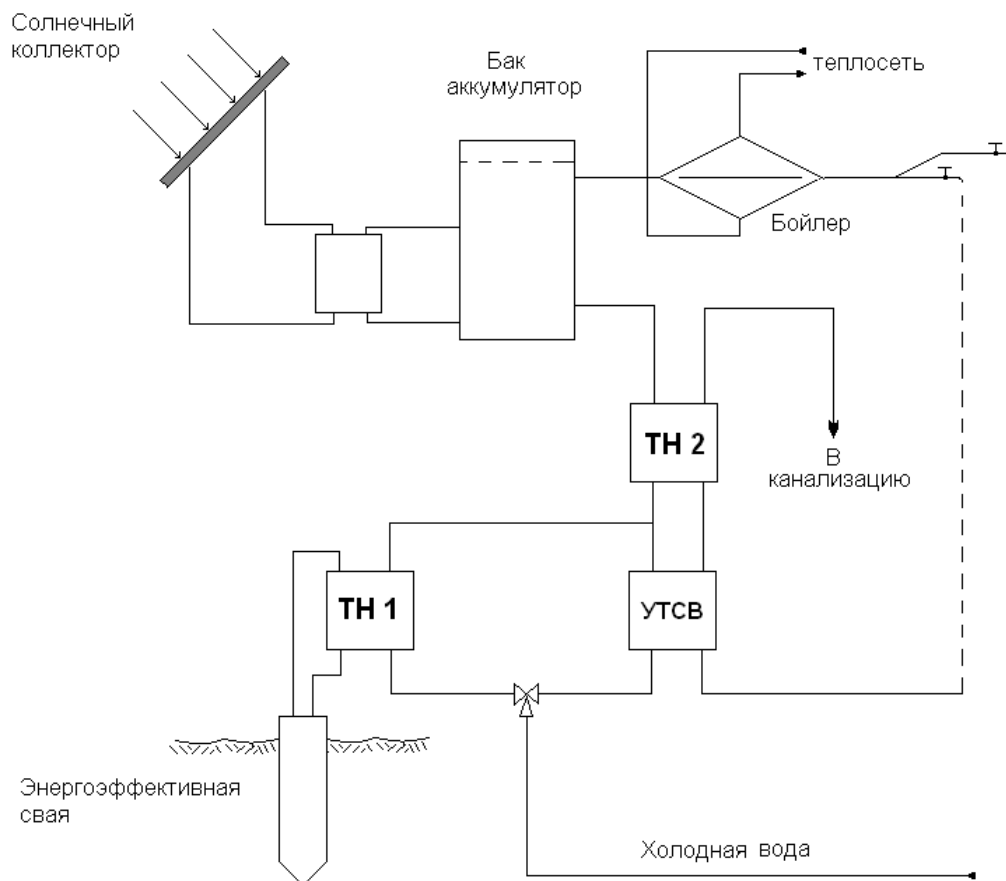 Солнечный
коллектор
Бак
аккумулятор
теплосеть
Бойлер
ТН 2
В
канализацию
ТН 1
УТСВ
Энергоэффективная
свая
Холодная вода